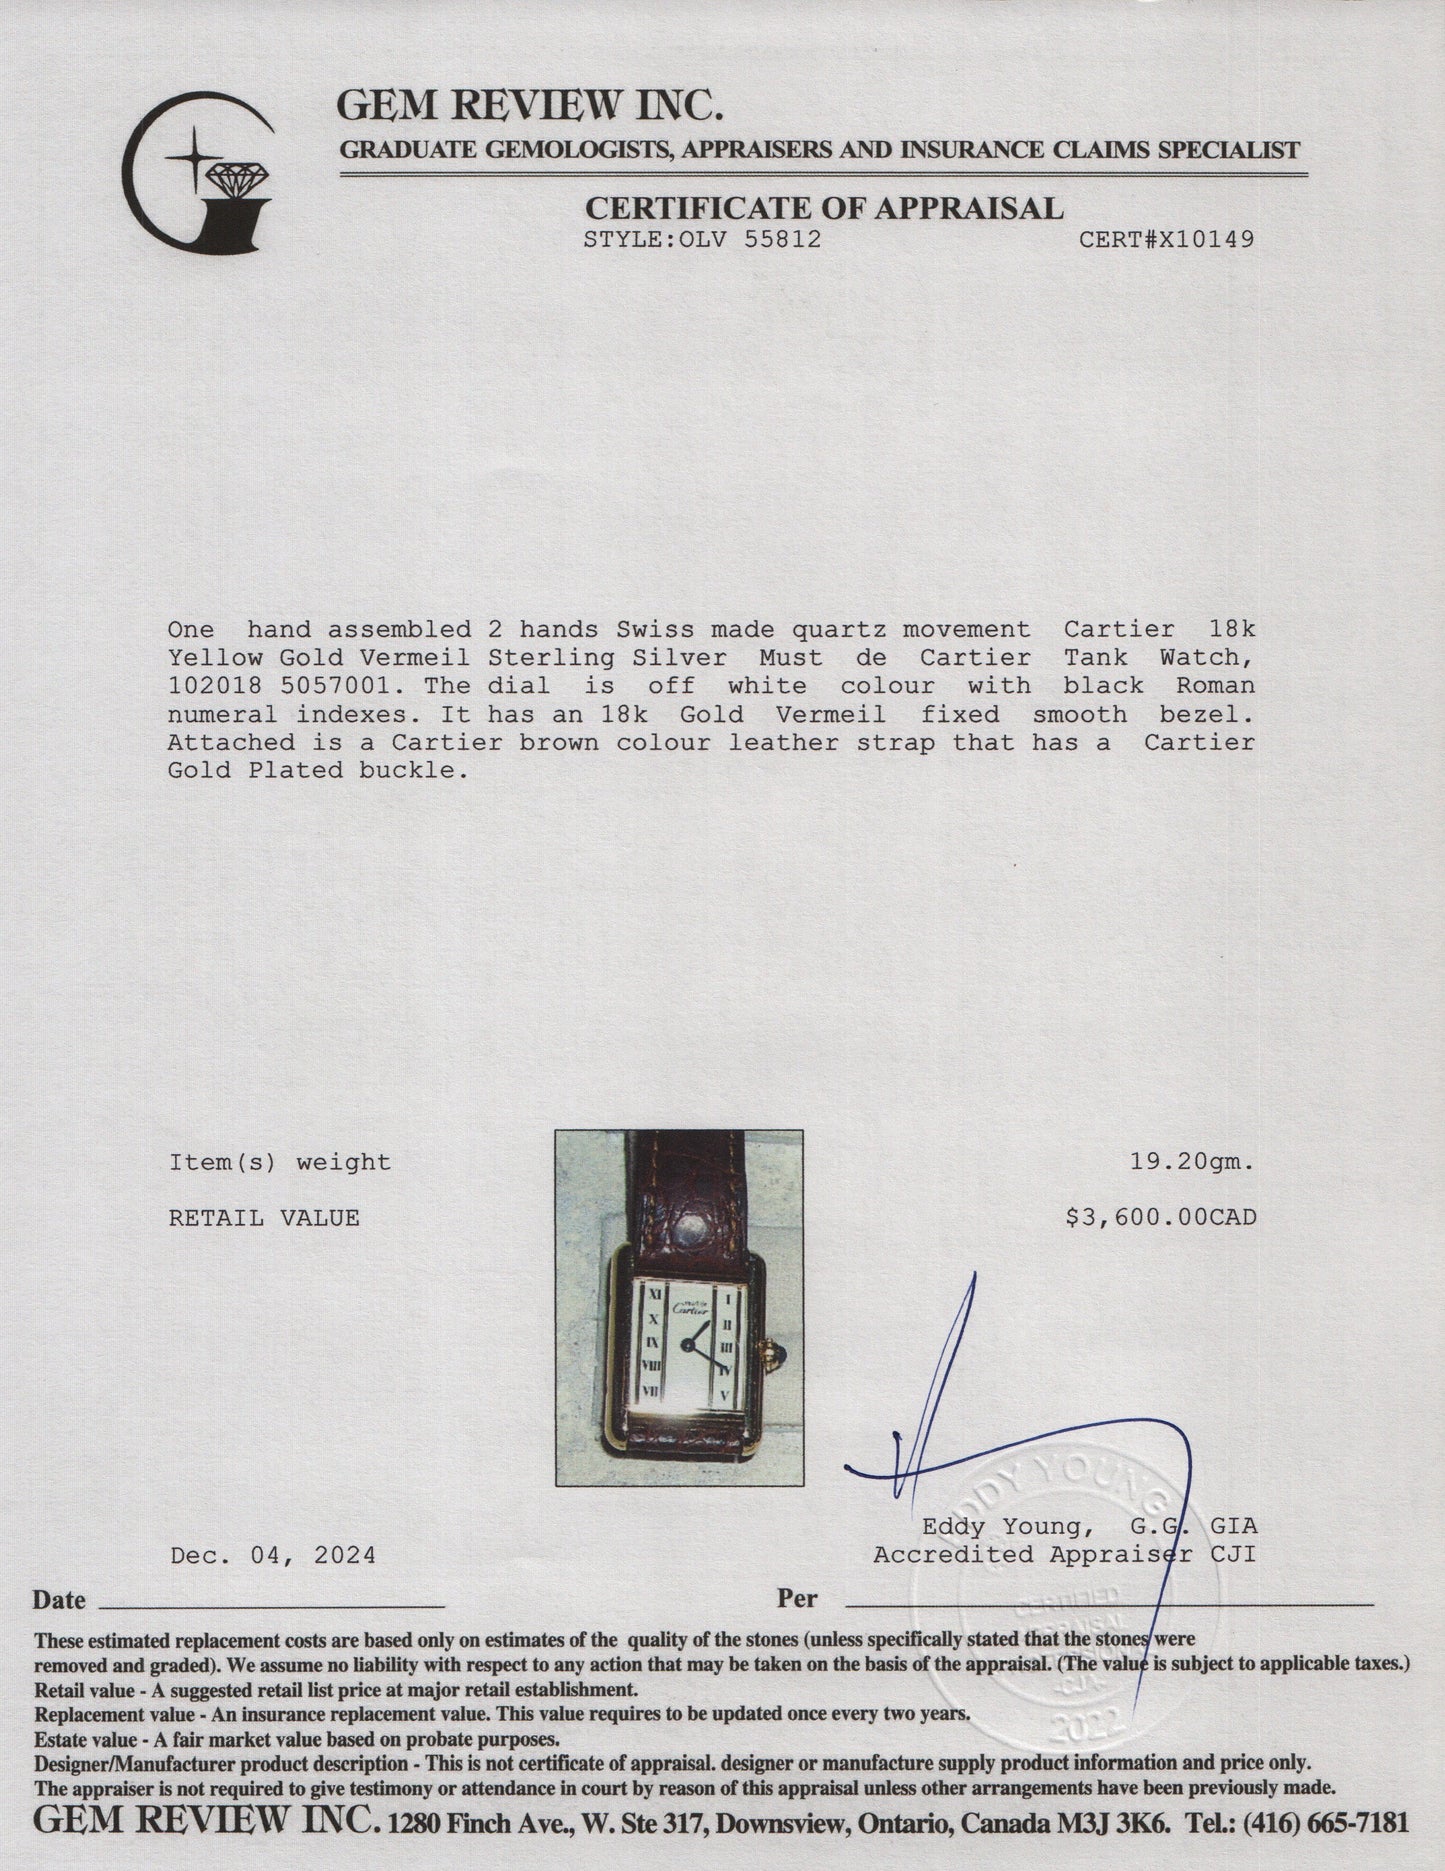 GEM REVIEW INC.
GRADUATE GEMOLOGISTS, APPRAISERS AND INSURANCE CLAIMS SPECIALIST
CERTIFICATE OF APPRAISAL
STYLE:OLV 55812 CERT#X10149
One hand assembled 2 hands Swiss made quartz movement Cartier 18k
Yellow Gold Vermeil Sterling Silver Must de Cartier Tank Watch,
102018 5057001. The dial is off white colour with black Roman
numeral indexes. It has an 18k Gold Vermeil fixed smooth bezel.
Attached is a Cartier brown colour leather strap that has a Cartier
Gold Plated buckle.
Item(s) weight 19.20gm.
RETAIL VALUE $3,600.00CAD
XI I
Cartier
X II
IX III
VIII IV
VII V
EDDY YOUNG
Eddy Young, G.G. GIA
Dec. 04, 2024 Accredited Appraiser CJI
Date Per
CERTIFIED
2022
These estimated replacement costs are based only on estimates of the quality of the stones (unless specifically stated that the stones were
removed and graded). We assume no liability with respect to any action that may be taken on the basis of the appraisal. (The value is subject to applicable taxes.)
Retail value - A suggested retail list price at major retail establishment.
Replacement value - An insurance replacement value. This value requires to be updated once every two years.
Estate value - A fair market value based on probate purposes.
Designer/Manufacturer product description - This is not certificate of appraisal. designer or manufacture supply product information and price only.
The appraiser is not required to give testimony or attendance in court by reason of this appraisal unless other arrangements have been previously made.
GEM REVIEW INC. 1280 Finch Ave., W. Ste 317, Downsview, Ontario, Canada M3J 3K6. Tel.: (416) 665-7181